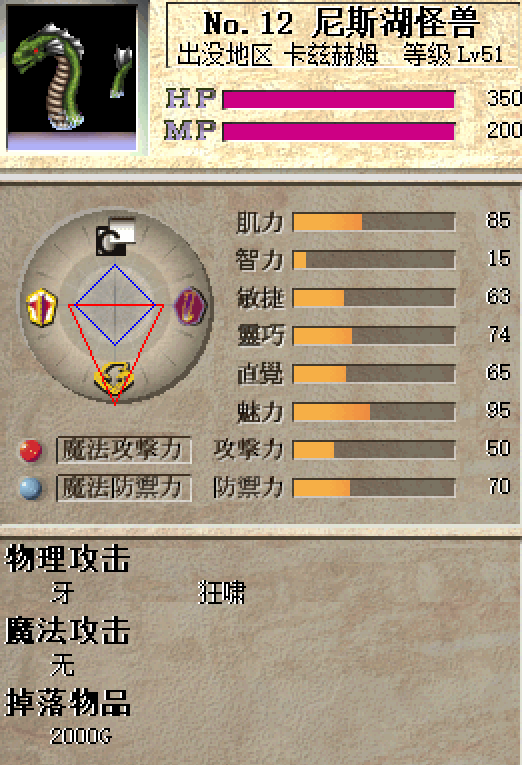 No.12 尼斯湖怪兽
出没地区 卡兹赫姆 等级 Lv51
HP 350
MP 200
肌力 85
智力 15
敏捷 63
靈巧 74
直覺 65
魅力 95
魔法攻撃力 攻撃力 50
魔法防禦力 防禦力 70
物理攻击
牙 狂啸
魔法攻击
无
掉落物品
2000G